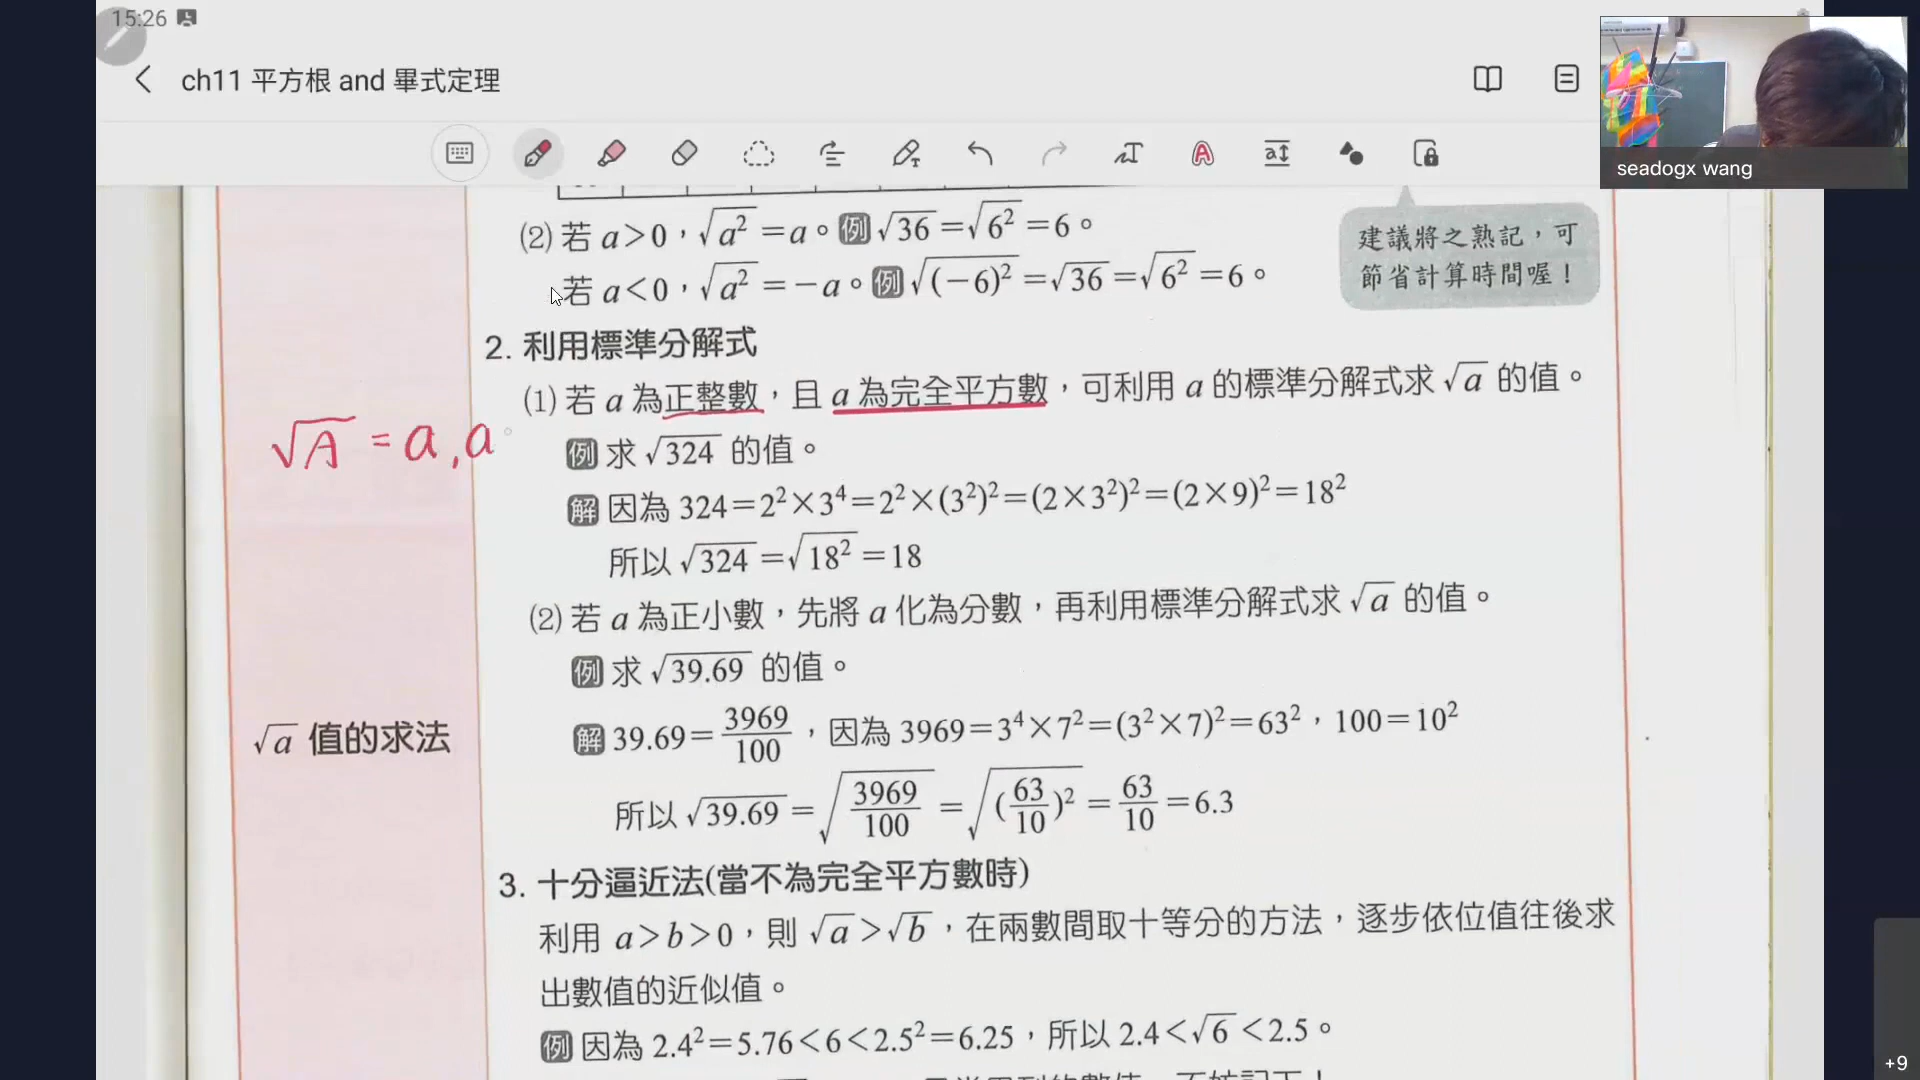 15:26
ch11 平方根 and 畢式定理
seadogx wang
(2) 若 a>0，√a² =a。例 √36 =√6² =6。
若 a<0，√a² =－a。例 √(－6)² =√36 =√6² =6。
建議將之熟記，可
節省計算時間喔！
2. 利用標準分解式
(1) 若 a 為正整數，且 a 為完全平方數，可利用 a 的標準分解式求 √a 的值。
√A = a , a
例 求 √324 的值。
解 因為 324=2²×3⁴=2²×(3²)²=(2×3²)²=(2×9)²=18²
所以 √324 =√18² =18
(2) 若 a 為正小數，先將 a 化為分數，再利用標準分解式求 √a 的值。
例 求 √39.69 的值。
√a 值的求法
解 39.69= 3969/100 ，因為 3969=3⁴×7²=(3²×7)²=63²，100=10²
所以 √39.69 = √(3969/100) = √(63/10)² = 63/10 =6.3
3. 十分逼近法(當不為完全平方數時)
利用 a>b>0，則 √a >√b，在兩數間取十等分的方法，逐步依位值往後求
出數值的近似值。
例 因為 2.4²=5.76<6<2.5²=6.25，所以 2.4<√6 <2.5。
+9